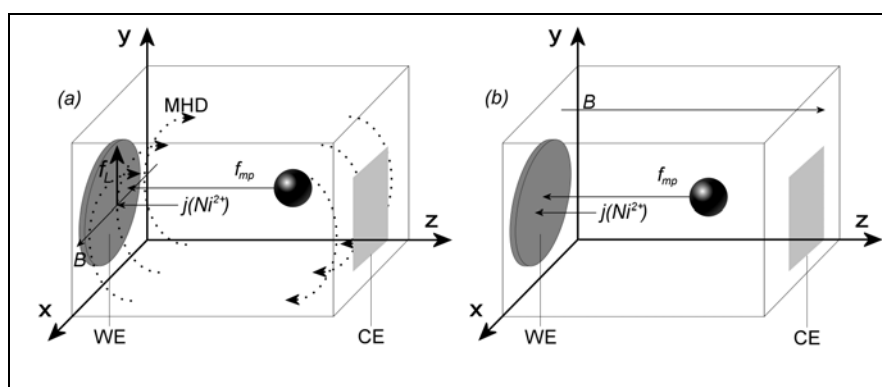 y
(a)
MHD
f_L
f_mp
j(Ni²⁺)
z
B
x
WE
CE
y
(b)
B
f_mp
j(Ni²⁺)
z
x
WE
CE